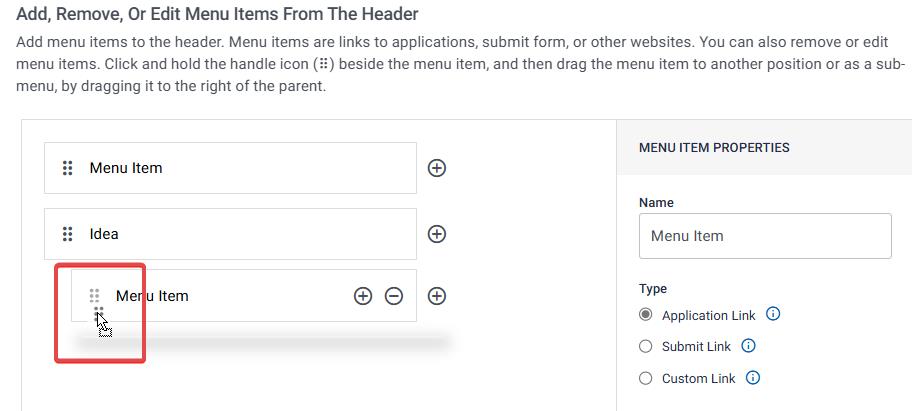 Add, Remove, Or Edit Menu Items From The Header
Add menu items to the header. Menu items are links to applications, submit form, or other websites. You can also remove or edit
menu items. Click and hold the handle icon (⠿) beside the menu item, and then drag the menu item to another position or as a sub-
menu, by dragging it to the right of the parent.
Menu Item
Idea
Menu Item
MENU ITEM PROPERTIES
Name
Menu Item
Type
Application Link
Submit Link
Custom Link